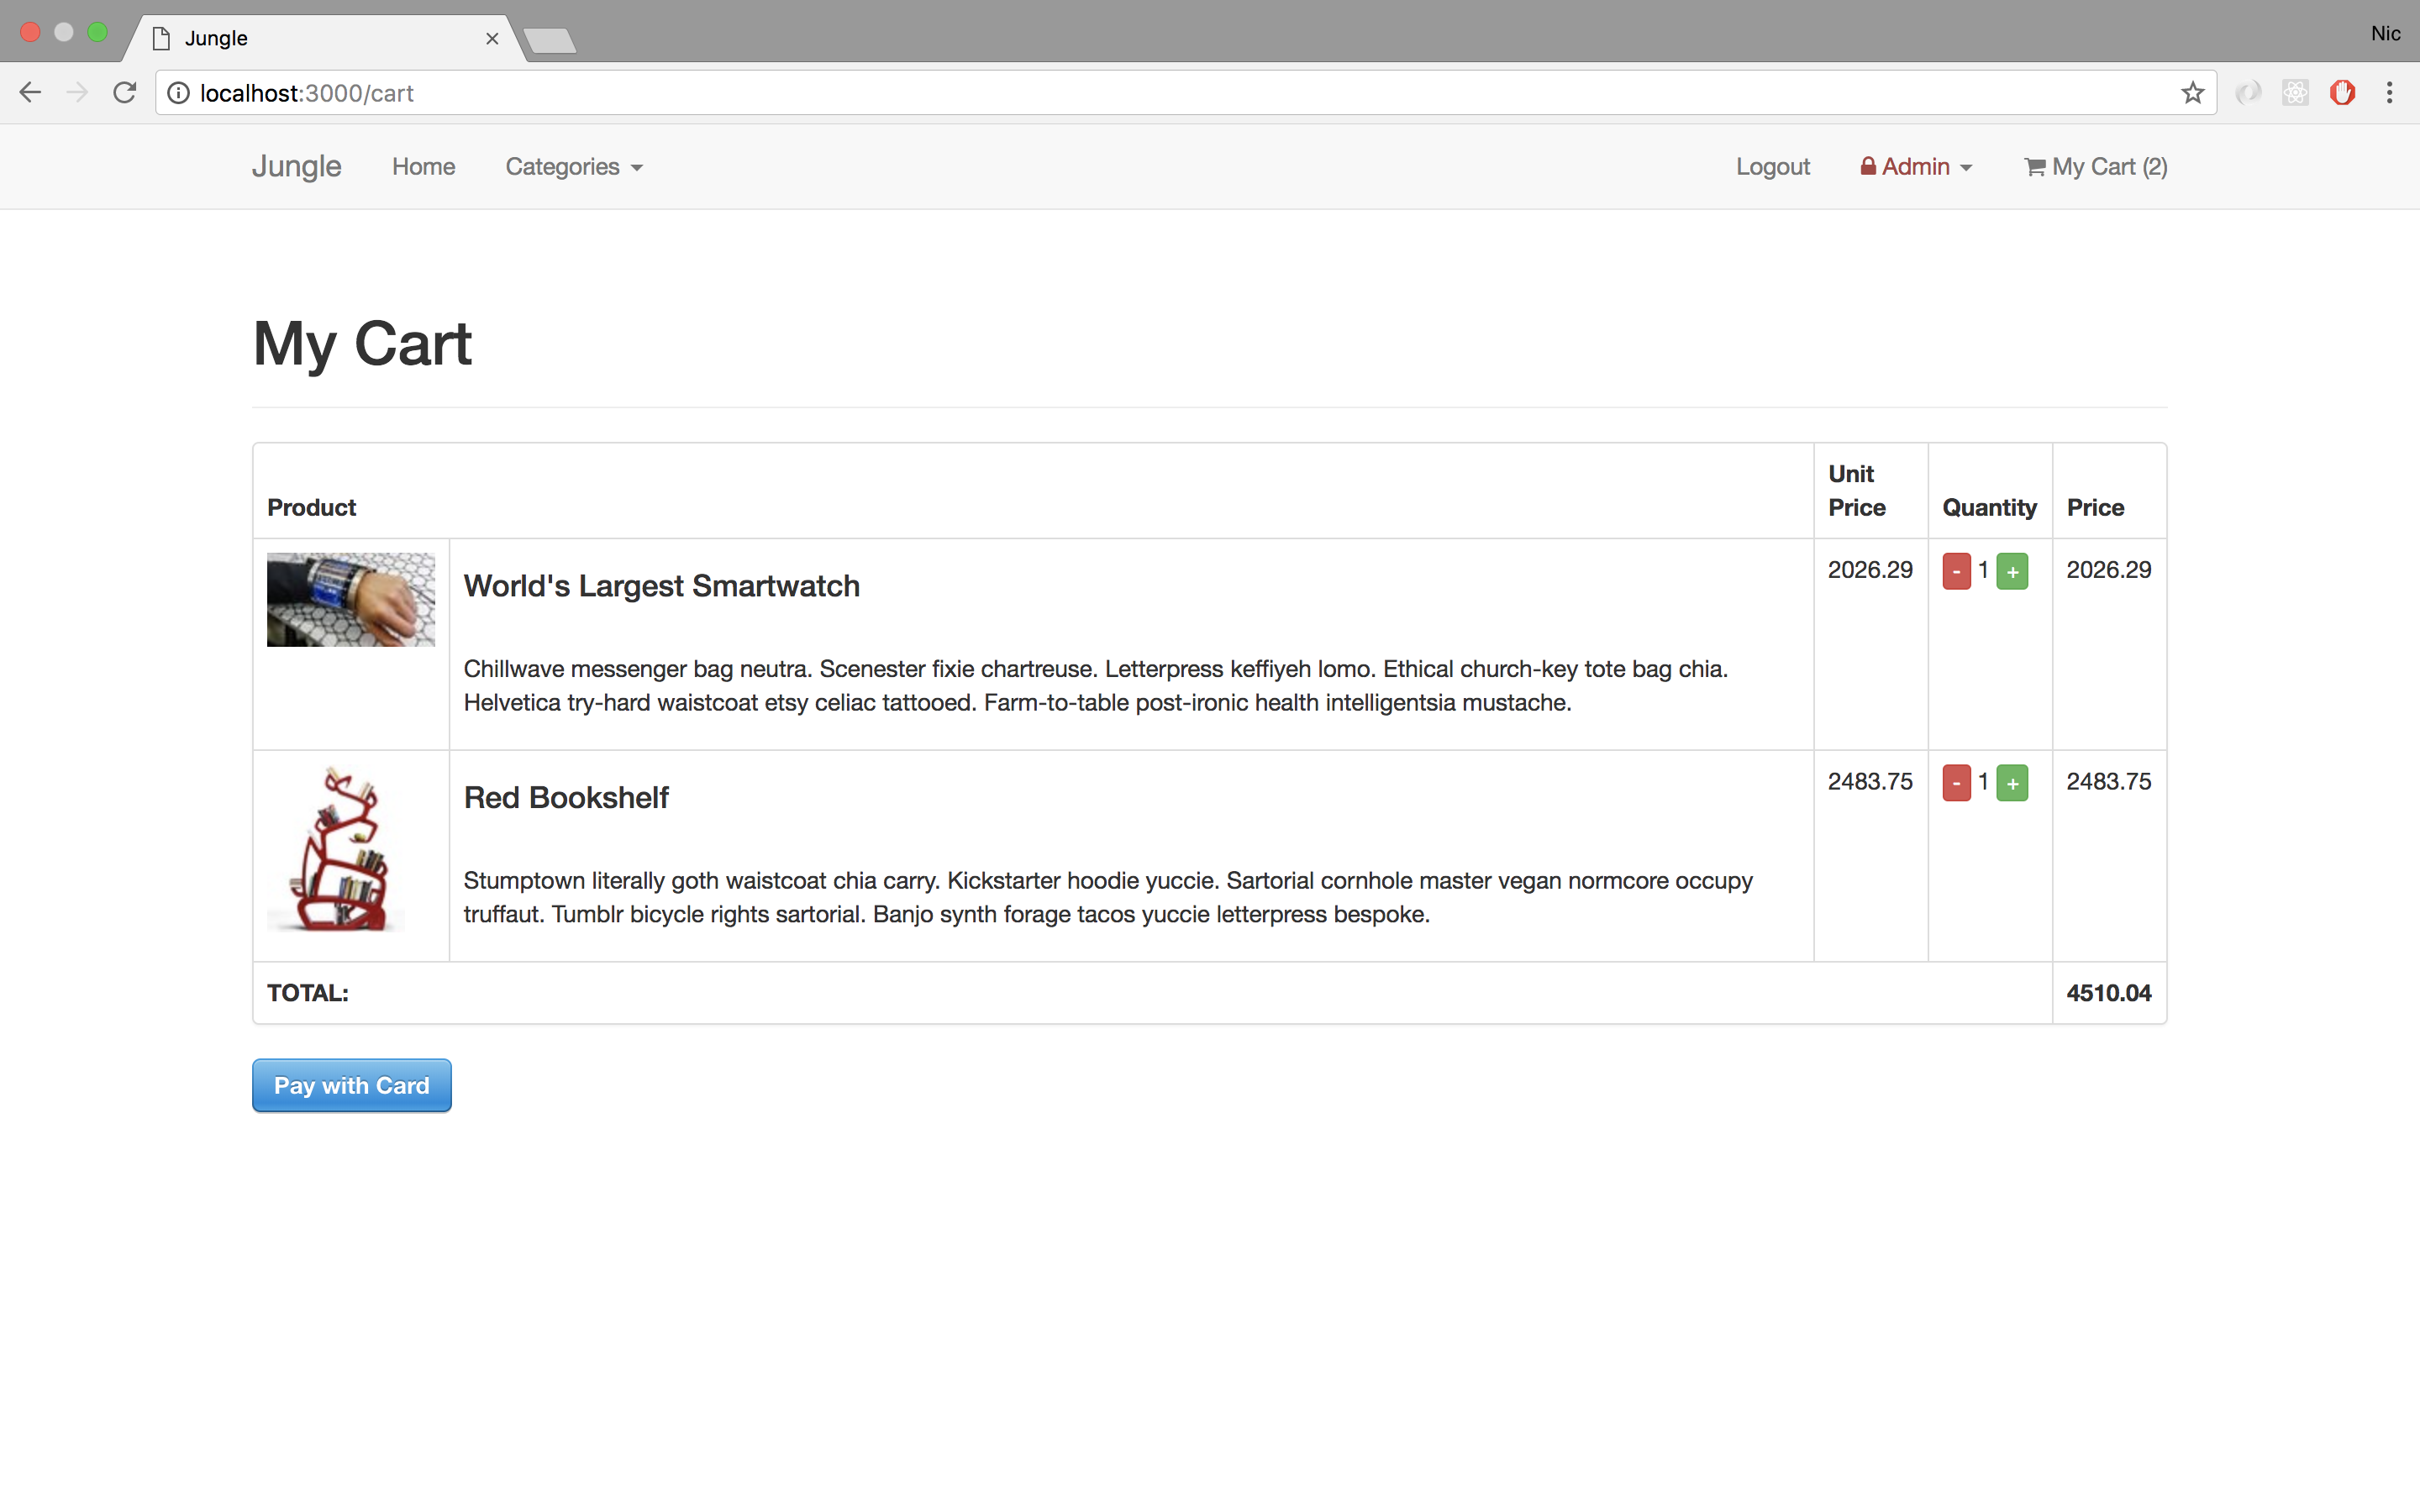 Jungle
Nic
localhost:3000/cart
Jungle Home Categories Logout Admin My Cart (2)
My Cart
Product Unit Price Quantity Price
World's Largest Smartwatch 2026.29 - 1 + 2026.29
Chillwave messenger bag neutra. Scenester fixie chartreuse. Letterpress keffiyeh lomo. Ethical church-key tote bag chia.
Helvetica try-hard waistcoat etsy celiac tattooed. Farm-to-table post-ironic health intelligentsia mustache.
Red Bookshelf 2483.75 - 1 + 2483.75
Stumptown literally goth waistcoat chia carry. Kickstarter hoodie yuccie. Sartorial cornhole master vegan normcore occupy
truffaut. Tumblr bicycle rights sartorial. Banjo synth forage tacos yuccie letterpress bespoke.
TOTAL: 4510.04
Pay with Card